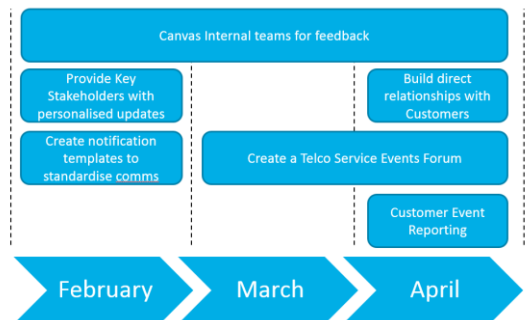 Canvas Internal teams for feedback
Provide Key
Stakeholders with
personalised updates
Build direct
relationships with
Customers
Create notification
templates to
standardise comms
Create a Telco Service Events Forum
Customer Event
Reporting
February
March
April